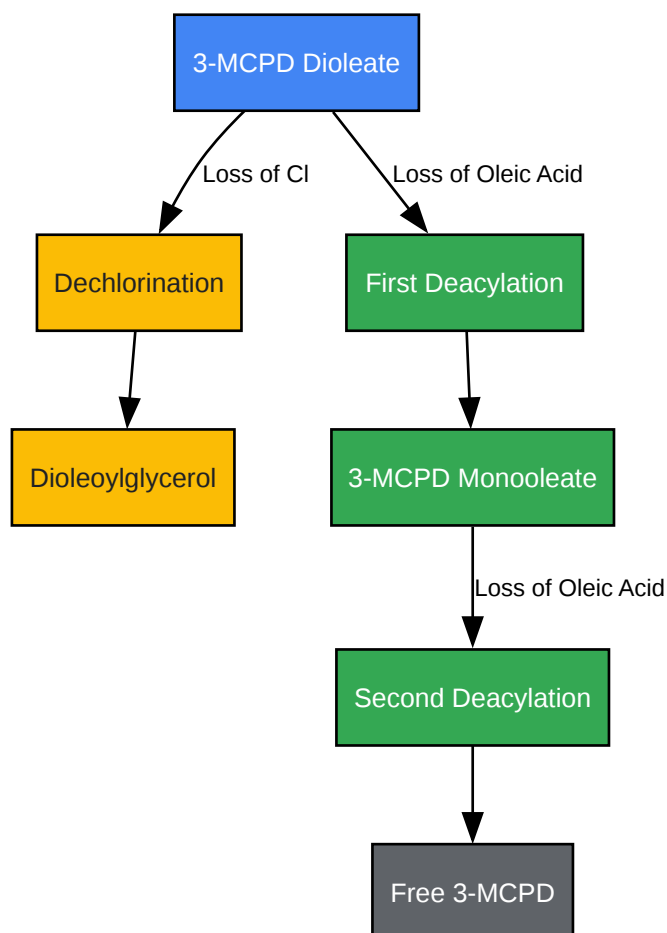 3-MCPD Dioleate
Loss of Cl
Loss of Oleic Acid
Dechlorination
First Deacylation
Dioleoylglycerol
3-MCPD Monooleate
Loss of Oleic Acid
Second Deacylation
Free 3-MCPD